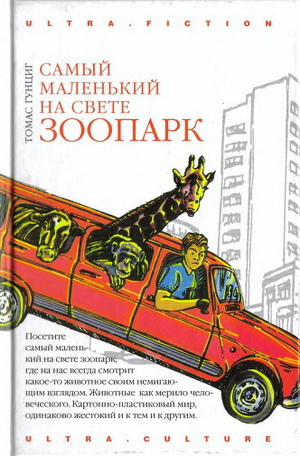 ULTRA.FICTION
ТОМАС ГУНЦИГ
САМЫЙ
МАЛЕНЬКИЙ
НА СВЕТЕ
ЗООПАРК
Посетите
самый малень-
кий на свете зоопарк,
где на нас всегда смотрит
какое-то животное своим немигаю-
щим взглядом. Животные как мерило чело-
веческого. Картонно-пластиковый мир,
одинаково жестокий и к тем и к другим.
ULTRA.CULTURE